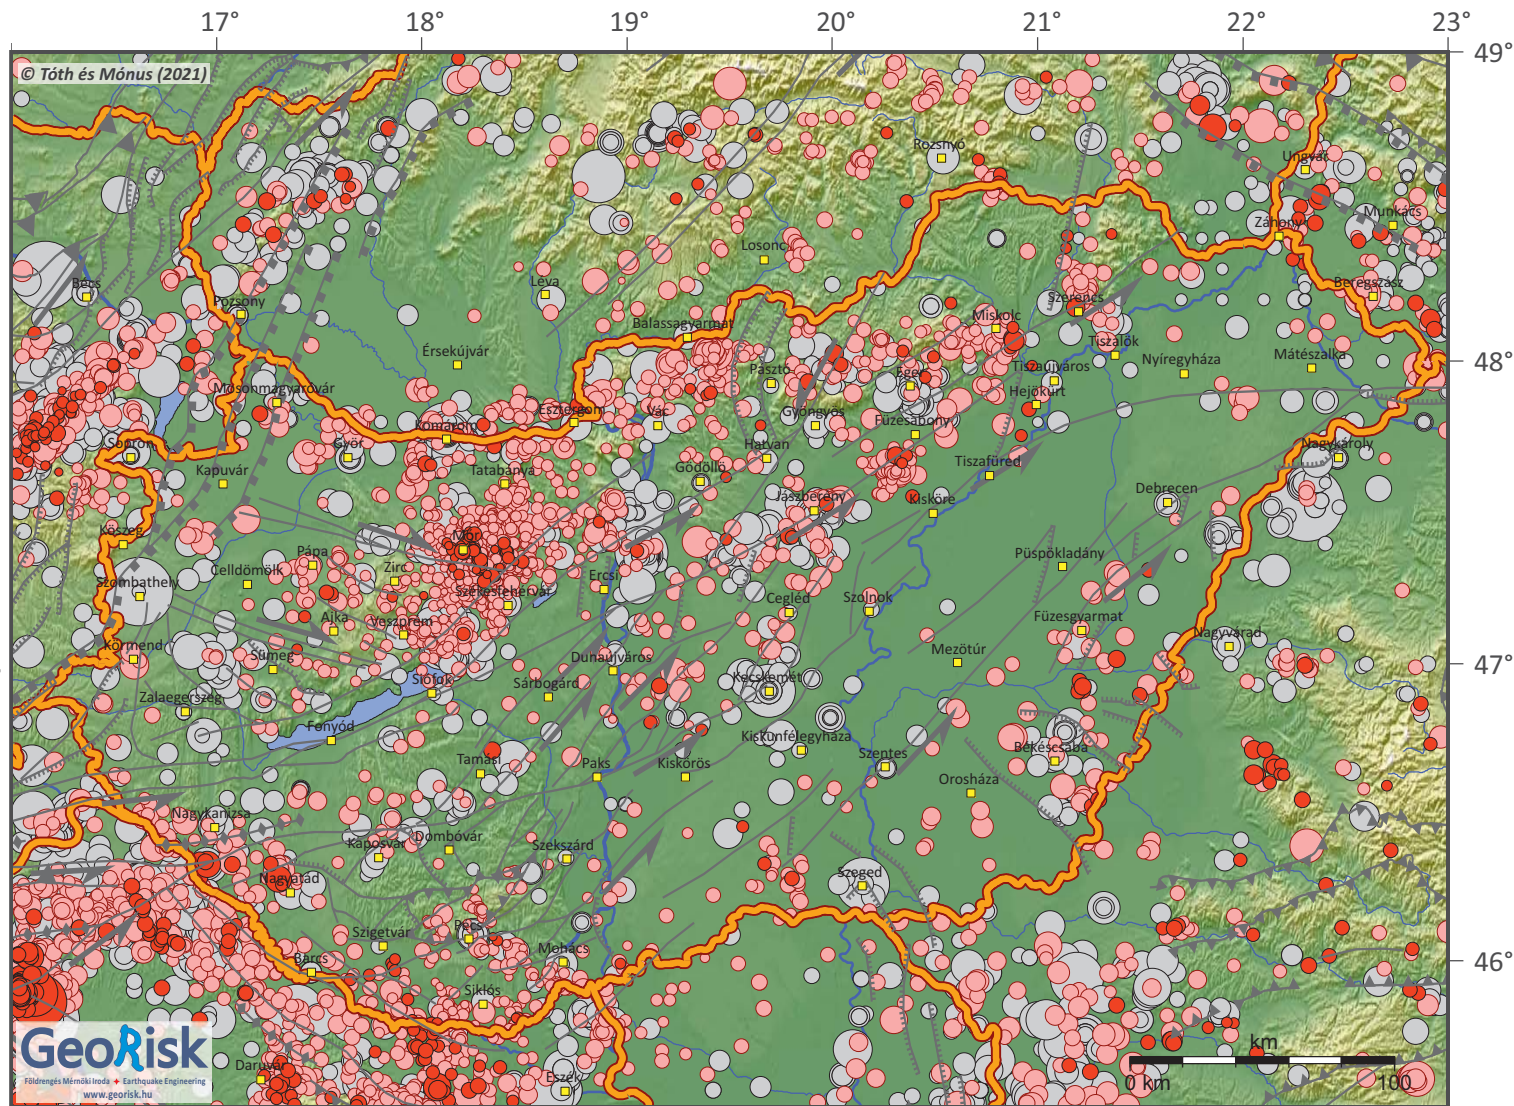 17°
18°
19°
20°
21°
22°
23°
49°
© Tóth és Mónus (2021)
Rozsnyó
Ungvár
Munkács
Záhony
Losonc
Bécs
Léva
Beregszász
Pozsony
Szerencs
Miskolc
Balassagyarmat
Tiszalök
Érsekújvár
Nyíregyháza
Mátészalka
48°
Pásztó
Eger
Tiszaújváros
Mosonmagyaróvár
Hejőkürt
Esztergom
Vác
Gyöngyös
Füzesabony
Komárom
Sopron
Győr
Hatvan
Nagykároly
Kapuvár
Tatabánya
Gödöllő
Tiszafüred
Debrecen
Jászberény
Kisköre
Kőszeg
Mór
Pápa
Püspökladány
Celldömölk
Zirc
Szombathely
Ercsi
Székesfehérvár
Cegléd
Szolnok
Ajka
Veszprém
Füzesgyarmat
Nagyvárad
Körmend
Sümeg
Dunaújváros
Mezőtúr
47°
Siófok
Sárbogárd
Kecskemét
Zalaegerszeg
Fonyód
Kiskunfélegyháza
Békéscsaba
Tamási
Paks
Kiskőrös
Szentes
Orosháza
Nagykanizsa
Kaposvár
Dombóvár
Szekszárd
Nagyatád
Szeged
Szigetvár
Pécs
Mohács
Barcs
46°
Siklós
GeoRisk
Földrengés Mérnöki Iroda + Earthquake Engineering
www.georisk.hu
Daruvár
Eszék
km
0 km
100